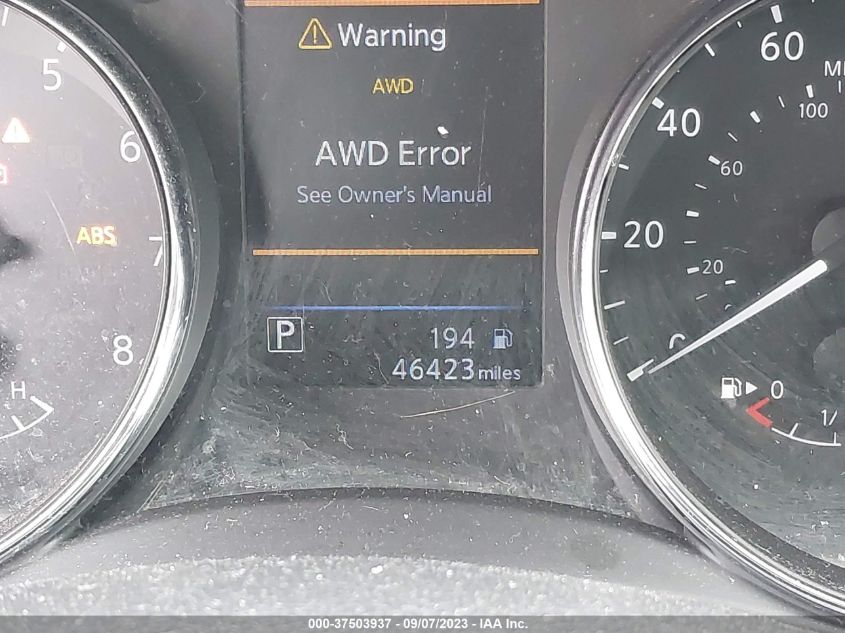 Warning
AWD
AWD Error
See Owner's Manual
P
194
46423 miles
5
6
ABS
7
8
H
60
40
100
60
20
20
0
0
000-37503937 - 09/07/2023 - IAA Inc.